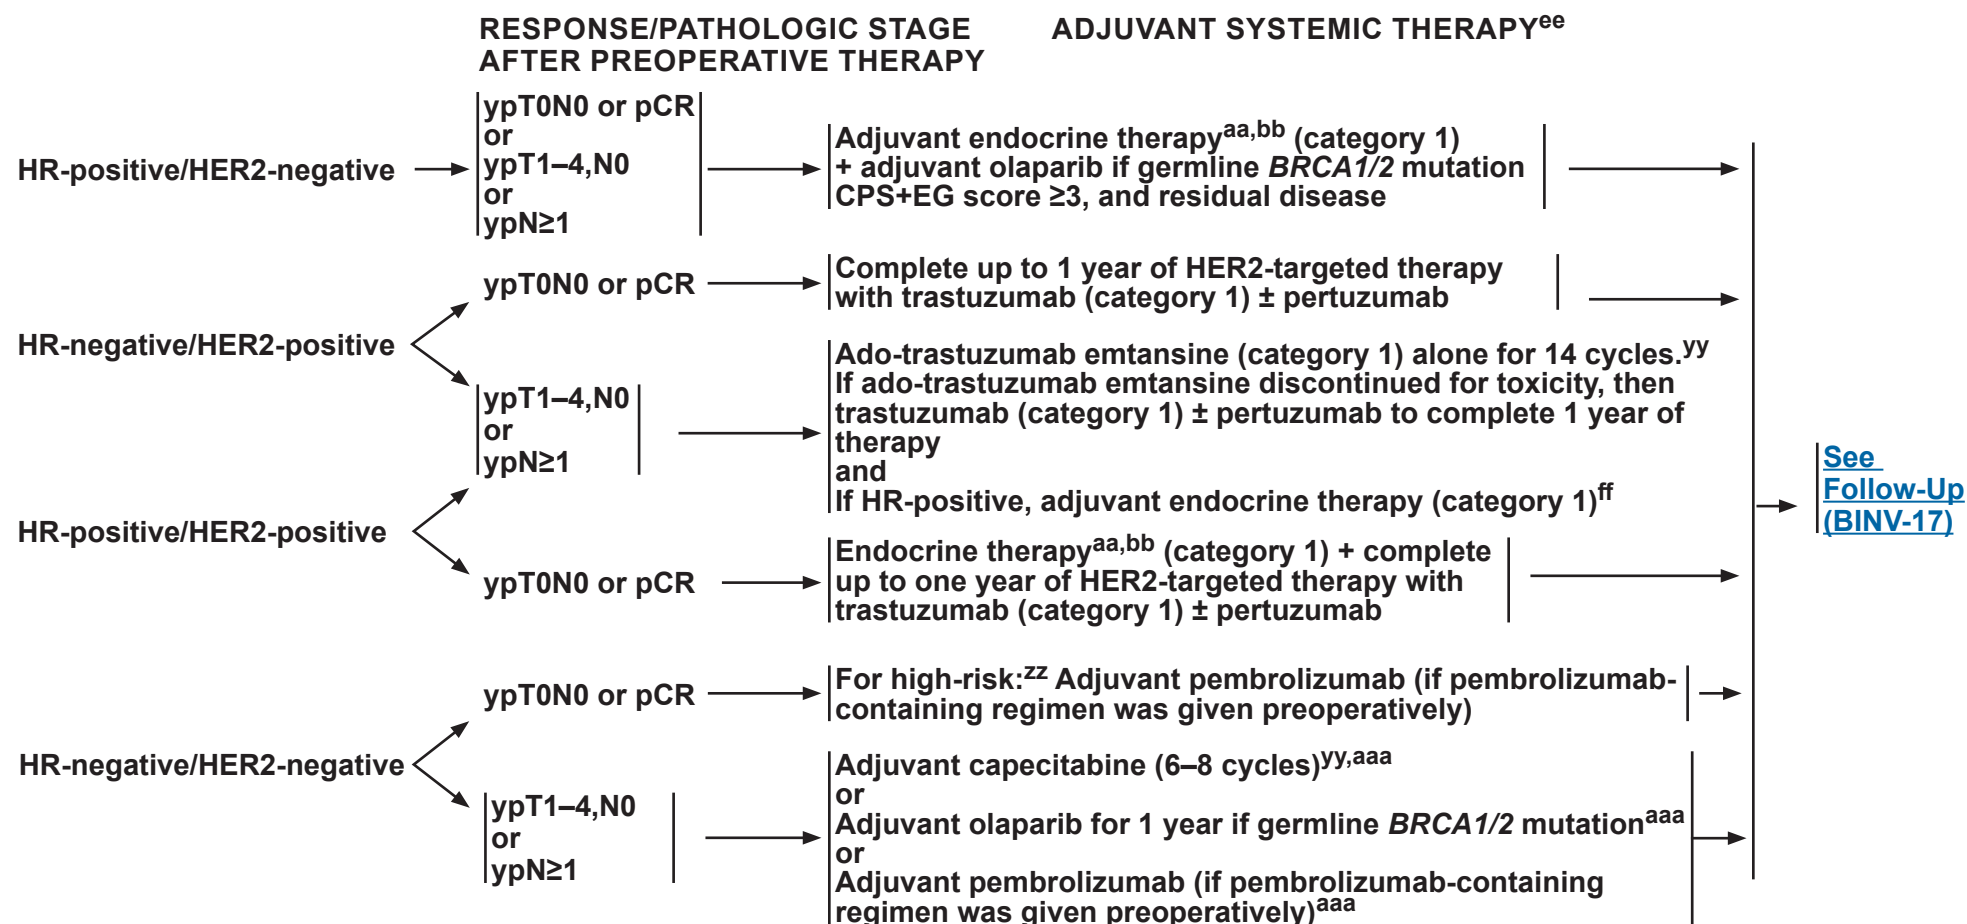 RESPONSE/PATHOLOGIC STAGE
AFTER PREOPERATIVE THERAPY
ADJUVANT SYSTEMIC THERAPYee
HR-positive/HER2-negative
ypT0N0 or pCR
or
ypT1–4,N0
or
ypN≥1
Adjuvant endocrine therapyaa,bb (category 1)
+ adjuvant olaparib if germline BRCA1/2 mutation
CPS+EG score ≥3, and residual disease
HR-negative/HER2-positive
ypT0N0 or pCR
Complete up to 1 year of HER2-targeted therapy
with trastuzumab (category 1) ± pertuzumab
ypT1–4,N0
or
ypN≥1
Ado-trastuzumab emtansine (category 1) alone for 14 cycles.yy
If ado-trastuzumab emtansine discontinued for toxicity, then
trastuzumab (category 1) ± pertuzumab to complete 1 year of
therapy
and
If HR-positive, adjuvant endocrine therapy (category 1)ff
HR-positive/HER2-positive
ypT0N0 or pCR
Endocrine therapyaa,bb (category 1) + complete
up to one year of HER2-targeted therapy with
trastuzumab (category 1) ± pertuzumab
HR-negative/HER2-negative
ypT0N0 or pCR
For high-risk:zz Adjuvant pembrolizumab (if pembrolizumab-
containing regimen was given preoperatively)
ypT1–4,N0
or
ypN≥1
Adjuvant capecitabine (6–8 cycles)yy,aaa
or
Adjuvant olaparib for 1 year if germline BRCA1/2 mutationaaa
or
Adjuvant pembrolizumab (if pembrolizumab-containing
regimen was given preoperatively)aaa
See
Follow-Up
(BINV-17)